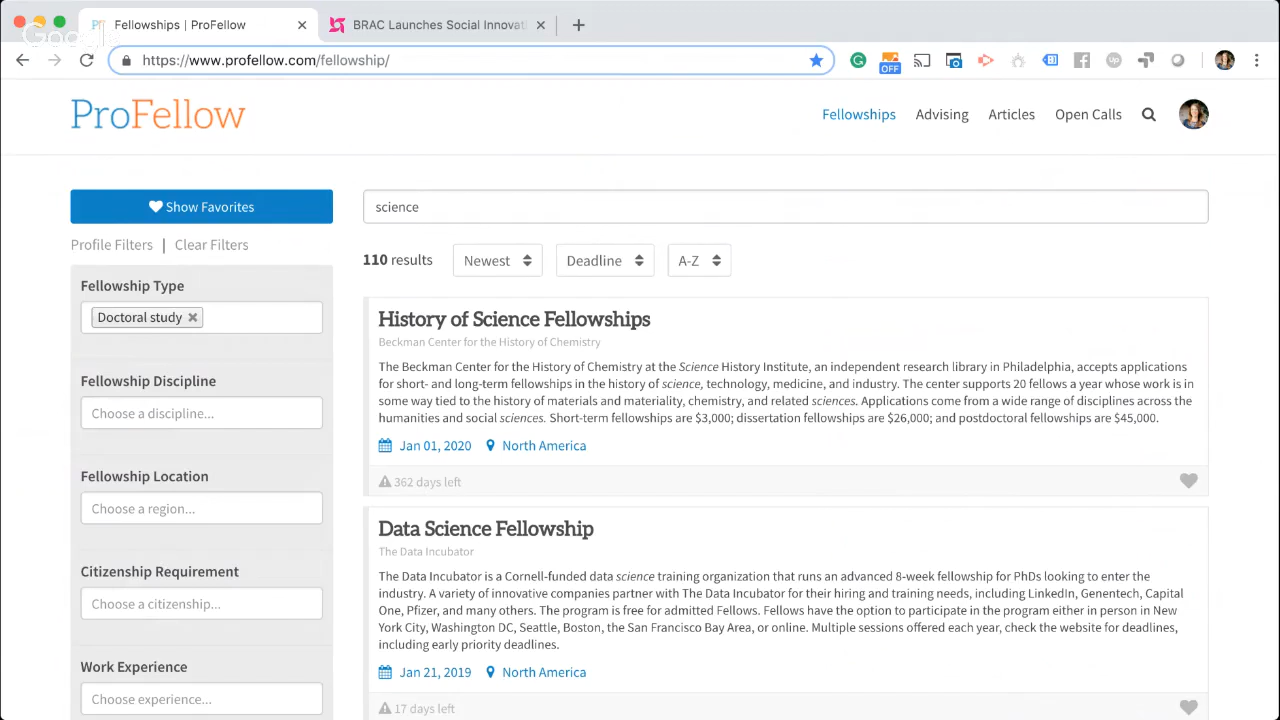 Fellowships | ProFellow
BRAC Launches Social Innovat
https://www.profellow.com/fellowship/
OFF
ProFellow
Fellowships
Advising
Articles
Open Calls
Show Favorites
science
Profile Filters | Clear Filters
110 results
Newest
Deadline
A-Z
Fellowship Type
Doctoral study
Fellowship Discipline
Choose a discipline...
Fellowship Location
Choose a region...
Citizenship Requirement
Choose a citizenship...
Work Experience
Choose experience...
History of Science Fellowships
Beckman Center for the History of Chemistry
The Beckman Center for the History of Chemistry at the Science History Institute, an independent research library in Philadelphia, accepts applications
for short- and long-term fellowships in the history of science, technology, medicine, and industry. The center supports 20 fellows a year whose work is in
some way tied to the history of materials and materiality, chemistry, and related sciences. Applications come from a wide range of disciplines across the
humanities and social sciences. Short-term fellowships are $3,000; dissertation fellowships are $26,000; and postdoctoral fellowships are $45,000.
Jan 01, 2020
North America
362 days left
Data Science Fellowship
The Data Incubator
The Data Incubator is a Cornell-funded data science training organization that runs an advanced 8-week fellowship for PhDs looking to enter the
industry. A variety of innovative companies partner with The Data Incubator for their hiring and training needs, including LinkedIn, Genentech, Capital
One, Pfizer, and many others. The program is free for admitted Fellows. Fellows have the option to participate in the program either in person in New
York City, Washington DC, Seattle, Boston, the San Francisco Bay Area, or online. Multiple sessions offered each year, check the website for deadlines,
including early priority deadlines.
Jan 21, 2019
North America
17 days left